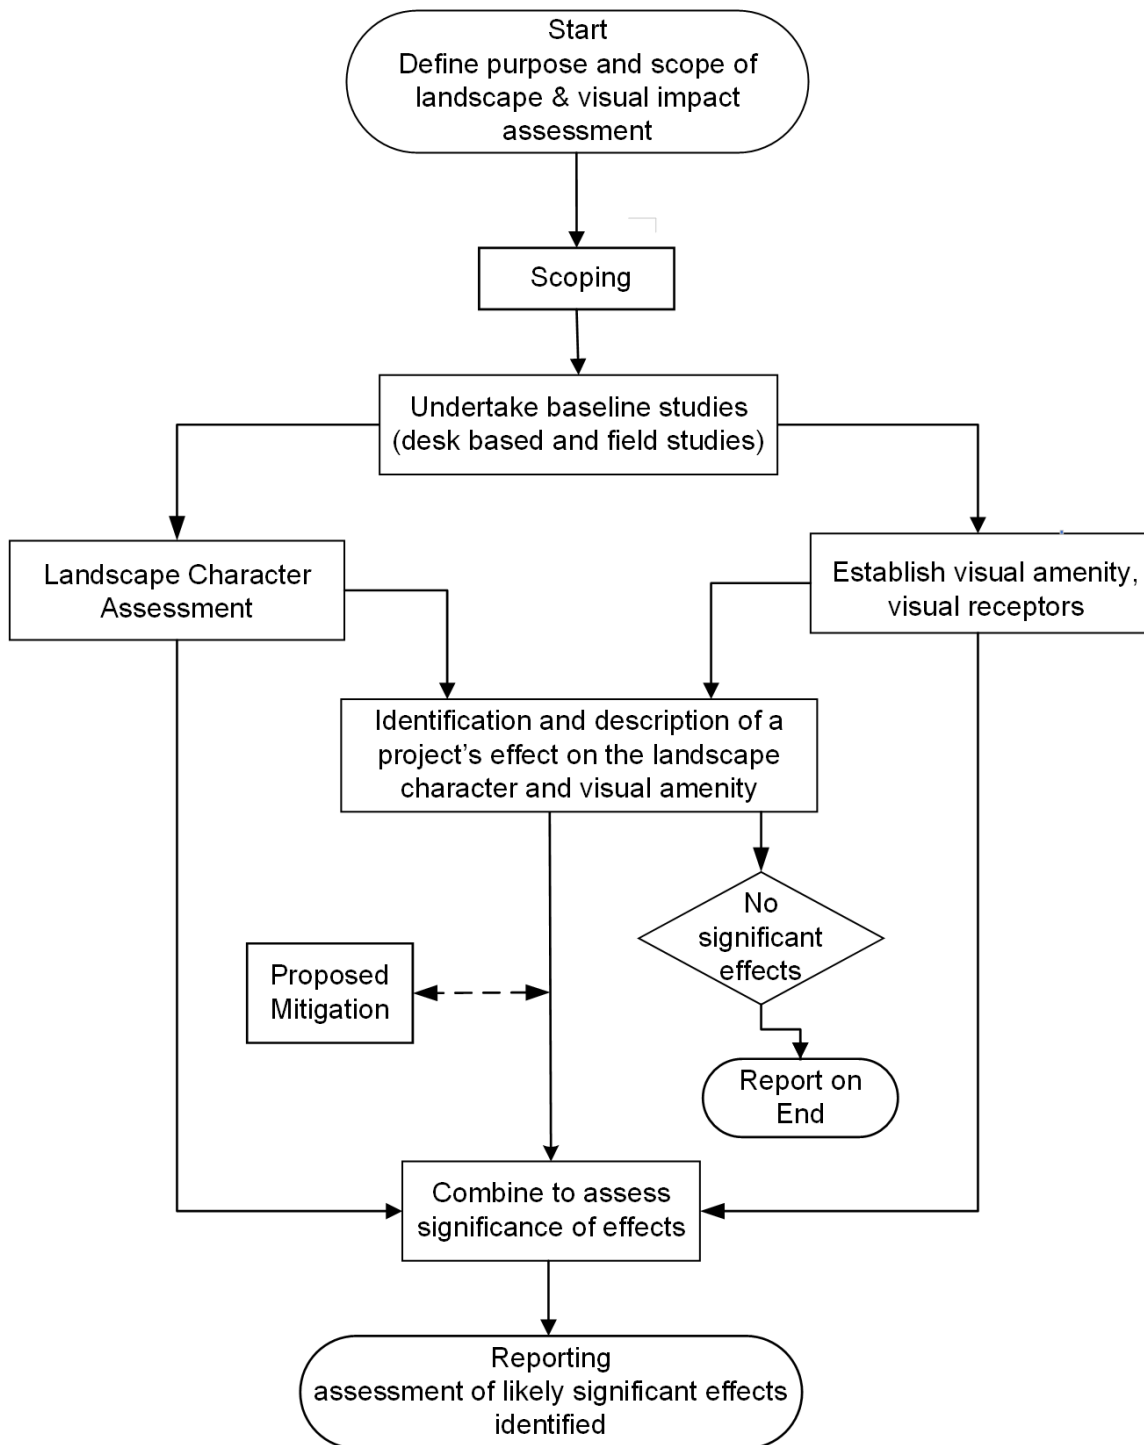 Start
Define purpose and scope of
landscape & visual impact
assessment
Scoping
Undertake baseline studies
(desk based and field studies)
Landscape Character
Assessment
Establish visual amenity,
visual receptors
Identification and description of a
project’s effect on the landscape
character and visual amenity
No
significant
effects
Proposed
Mitigation
Report on
End
Combine to assess
significance of effects
Reporting
assessment of likely significant effects
identified